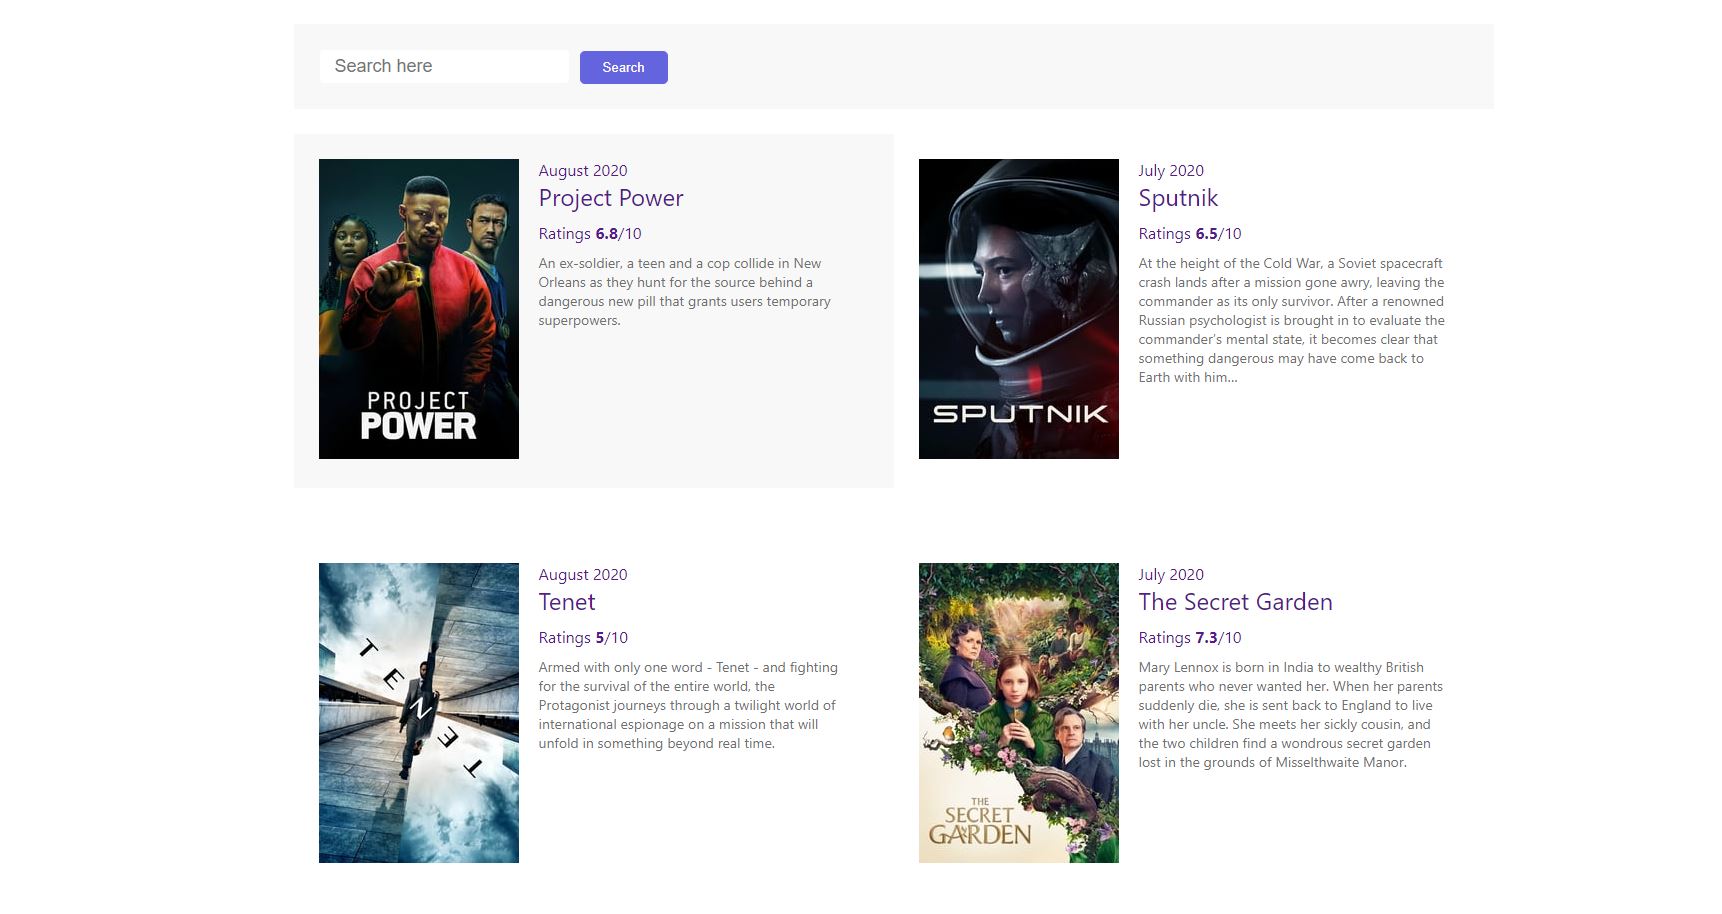 Search here
Search
August 2020
Project Power
Ratings 6.8/10
An ex-soldier, a teen and a cop collide in New
Orleans as they hunt for the source behind a
dangerous new pill that grants users temporary
superpowers.
PROJECT
POWER
July 2020
Sputnik
Ratings 6.5/10
At the height of the Cold War, a Soviet spacecraft
crash lands after a mission gone awry, leaving the
commander as its only survivor. After a renowned
Russian psychologist is brought in to evaluate the
commander's mental state, it becomes clear that
something dangerous may have come back to
Earth with him...
SPUTNIK
August 2020
Tenet
Ratings 5/10
Armed with only one word - Tenet - and fighting
for the survival of the entire world, the
Protagonist journeys through a twilight world of
international espionage on a mission that will
unfold in something beyond real time.
TENET
July 2020
The Secret Garden
Ratings 7.3/10
Mary Lennox is born in India to wealthy British
parents who never wanted her. When her parents
suddenly die, she is sent back to England to live
with her uncle. She meets her sickly cousin, and
the two children find a wondrous secret garden
lost in the grounds of Misselthwaite Manor.
THE
SECRET
GARDEN